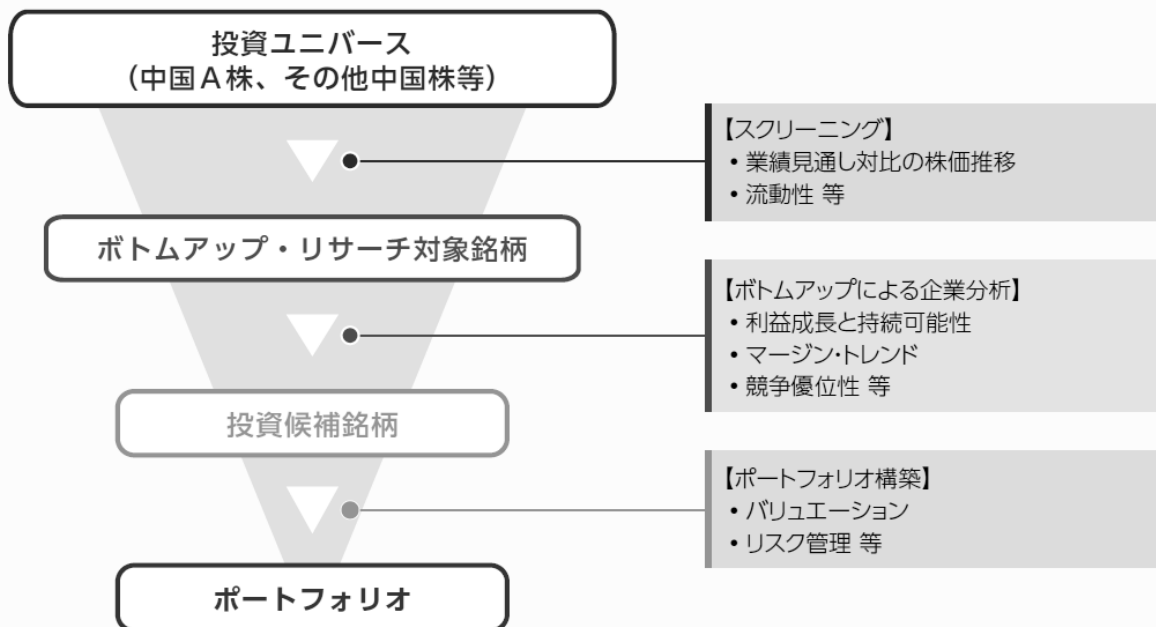 投資ユニバース
（中国Ａ株、その他中国株等）
【スクリーニング】
• 業績見通し対比の株価推移
• 流動性 等
ボトムアップ・リサーチ対象銘柄
【ボトムアップによる企業分析】
• 利益成長と持続可能性
• マージン・トレンド
• 競争優位性 等
投資候補銘柄
【ポートフォリオ構築】
• バリュエーション
• リスク管理 等
ポートフォリオ